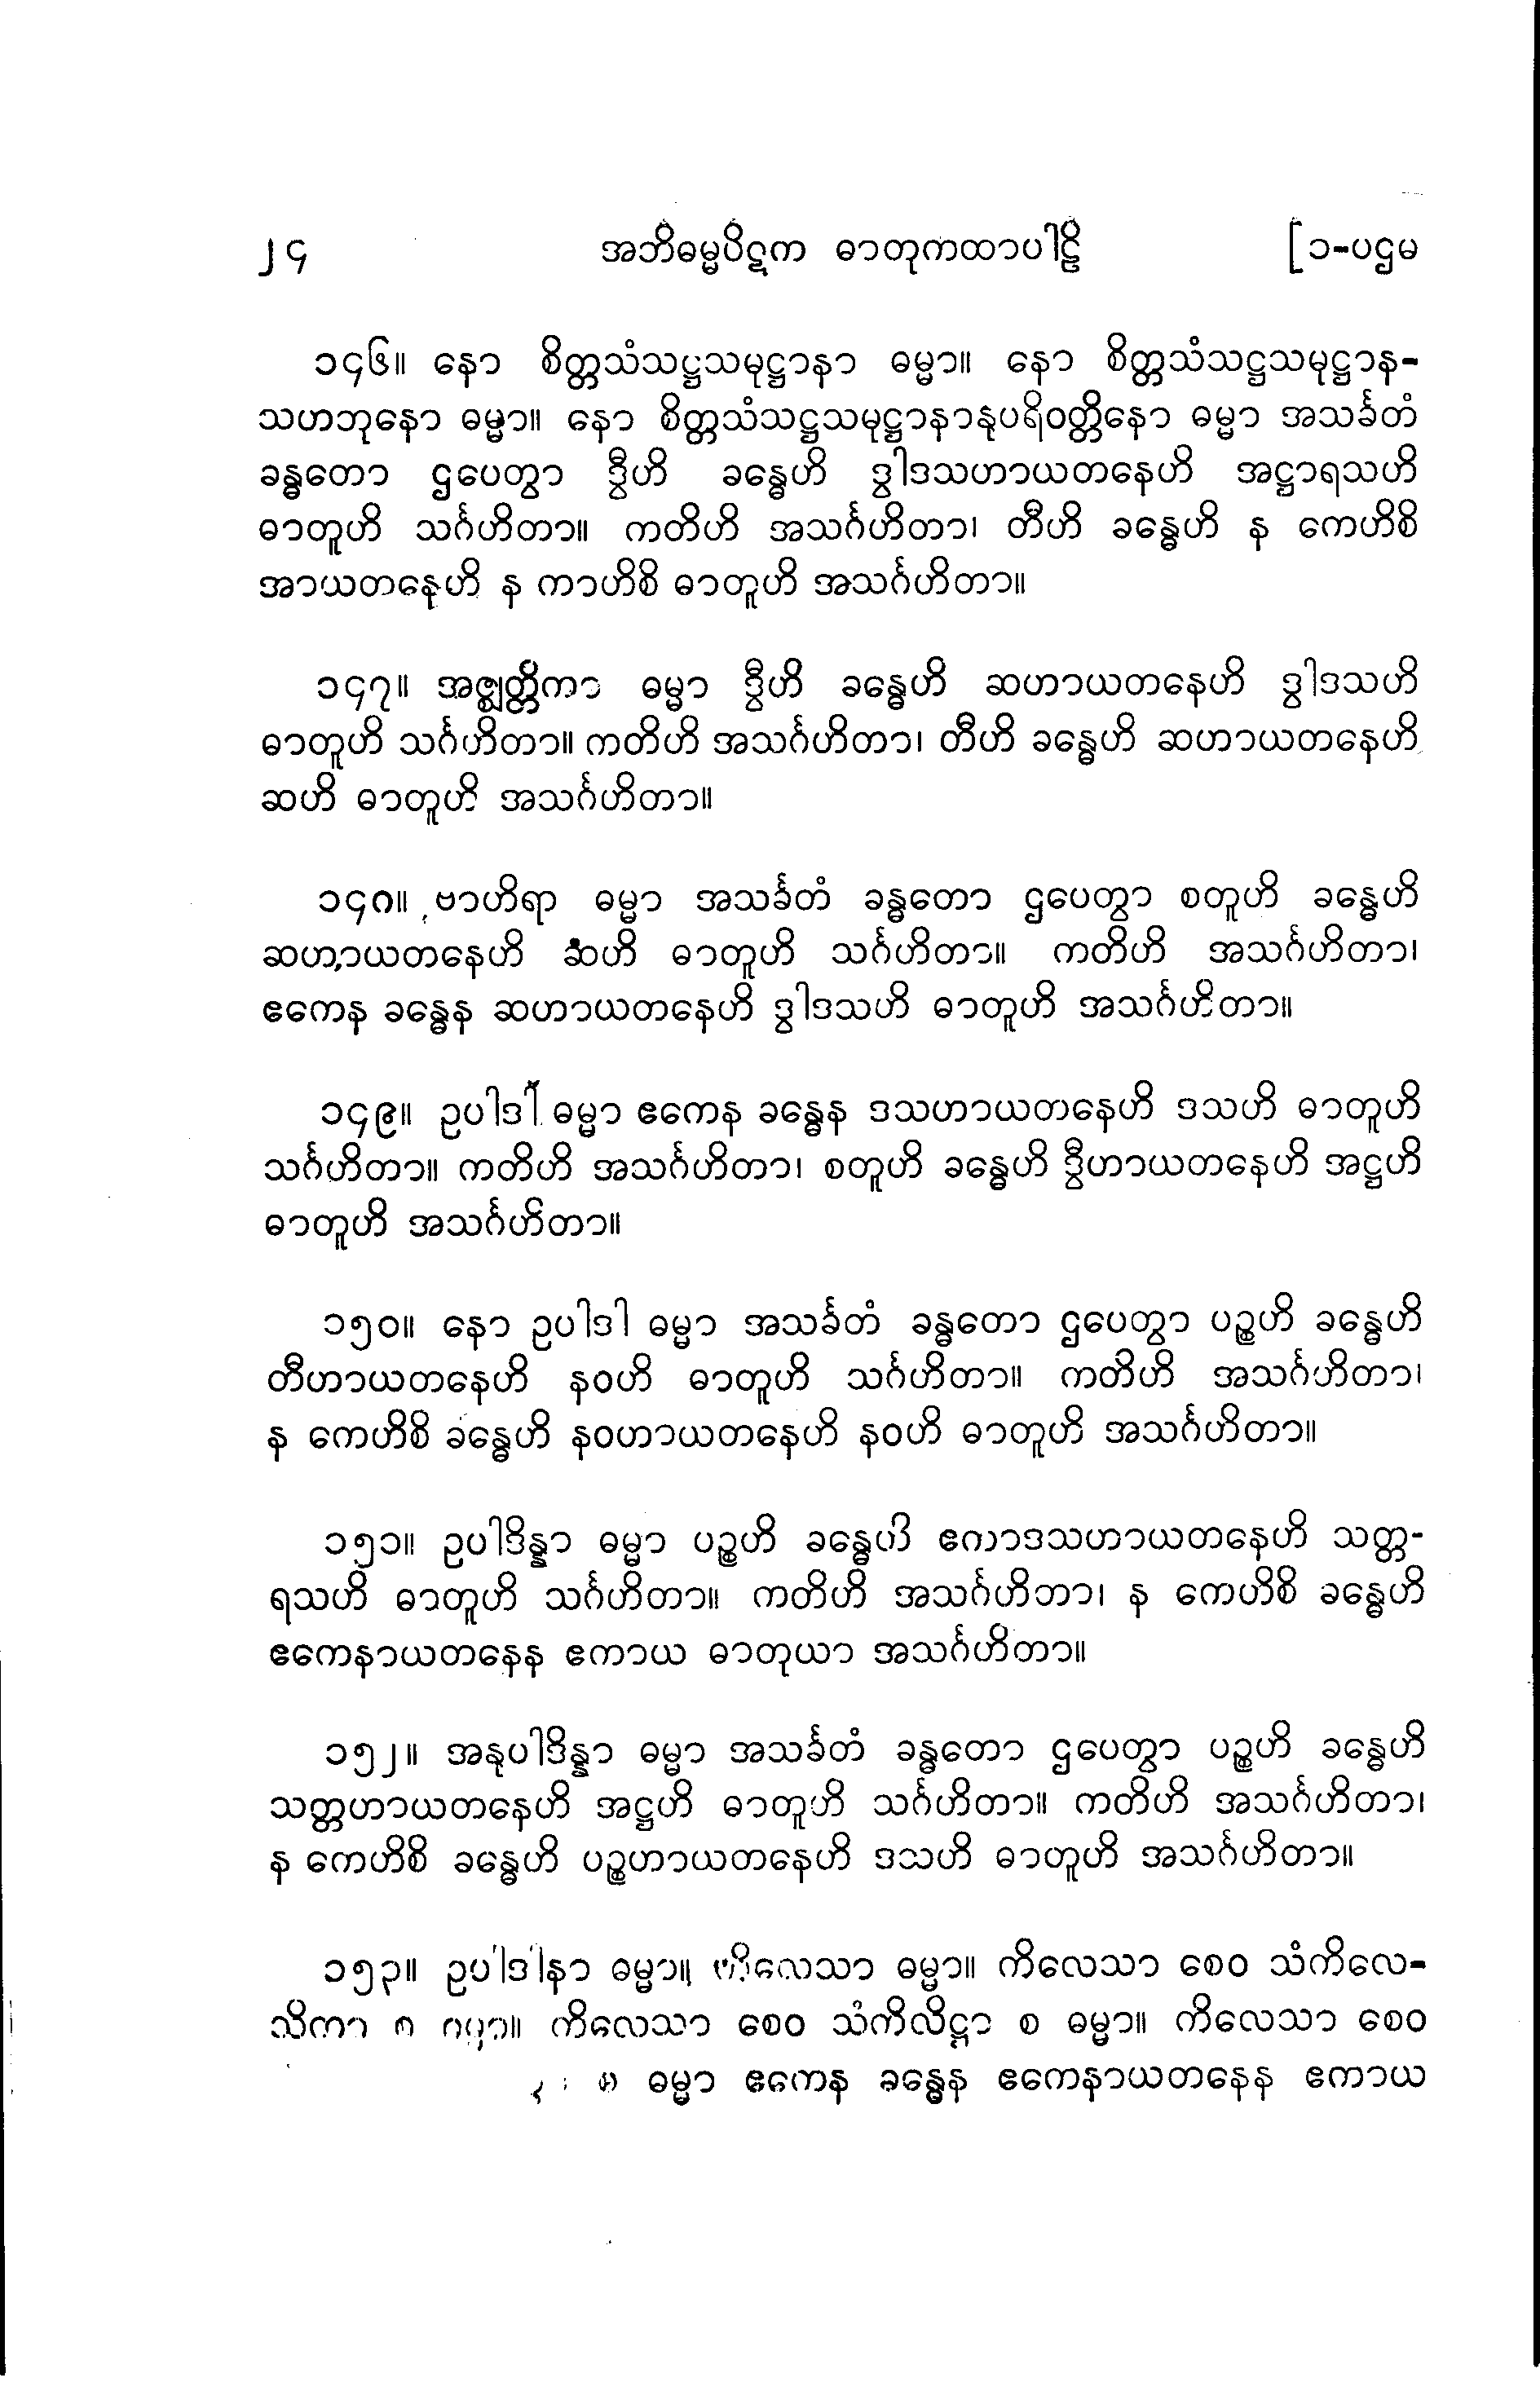 ၂၄ အဘိဓမ္မပိဋက ဓာတုကထာပါဠိ [၁-ပဌမ
၁၄၆။ နော စိတ္တသံသဋ္ဌသမုဋ္ဌာနာ ဓမ္မာ။ နော စိတ္တသံသဋ္ဌသမုဋ္ဌာန-
သဟဘုနော ဓမ္မာ။ နော စိတ္တသံသဋ္ဌသမုဋ္ဌာနာနုပရိဝတ္တိနော ဓမ္မာ အသင်္ခတံ
ခန္ဓတော ဌပေတွာ ဒွီဟိ ခန္ဓေဟိ ဒွါဒသဟာယတနေဟိ အဋ္ဌာရသဟိ
ဓာတူဟိ သင်္ဂဟိတာ။ ကတိဟိ အသင်္ဂဟိတာ၊ တီဟိ ခန္ဓေဟိ န ကေဟိစိ
အာယတနေဟိ န ကာဟိစိ ဓာတူဟိ အသင်္ဂဟိတာ။
၁၄၇။ အဇ္ဈတ္တိကာ ဓမ္မာ ဒွီဟိ ခန္ဓေဟိ ဆဟာယတနေဟိ ဒွါဒသဟိ
ဓာတူဟိ သင်္ဂဟိတာ။ ကတိဟိ အသင်္ဂဟိတာ၊ တီဟိ ခန္ဓေဟိ ဆဟာယတနေဟိ
ဆဟိ ဓာတူဟိ အသင်္ဂဟိတာ။
၁၄၈။ ဗာဟိရာ ဓမ္မာ အသင်္ခတံ ခန္ဓတော ဌပေတွာ စတူဟိ ခန္ဓေဟိ
ဆဟာယတနေဟိ ဆဟိ ဓာတူဟိ သင်္ဂဟိတာ။ ကတိဟိ အသင်္ဂဟိတာ၊
ဧကေန ခန္ဓေန ဆဟာယတနေဟိ ဒွါဒသဟိ ဓာတူဟိ အသင်္ဂဟိတာ။
၁၄၉။ ဥပါဒါ ဓမ္မာ ဧကေန ခန္ဓေန ဒသဟာယတနေဟိ ဒသဟိ ဓာတူဟိ
သင်္ဂဟိတာ။ ကတိဟိ အသင်္ဂဟိတာ၊ စတူဟိ ခန္ဓေဟိ ဒွီဟာယတနေဟိ အဋ္ဌဟိ
ဓာတူဟိ အသင်္ဂဟိတာ။
၁၅၀။ နော ဥပါဒါ ဓမ္မာ အသင်္ခတံ ခန္ဓတော ဌပေတွာ ပဉ္စဟိ ခန္ဓေဟိ
တီဟာယတနေဟိ နဝဟိ ဓာတူဟိ သင်္ဂဟိတာ။ ကတိဟိ အသင်္ဂဟိတာ၊
န ကေဟိစိ ခန္ဓေဟိ နဝဟာယတနေဟိ နဝဟိ ဓာတူဟိ အသင်္ဂဟိတာ။
၁၅၁။ ဥပါဒိန္နာ ဓမ္မာ ပဉ္စဟိ ခန္ဓေဟိ ဧကာဒသဟာယတနေဟိ သတ္တ-
ရသဟိ ဓာတူဟိ သင်္ဂဟိတာ။ ကတိဟိ အသင်္ဂဟိတာ၊ န ကေဟိစိ ခန္ဓေဟိ
ဧကေနာယတနေန ဧကာယ ဓာတုယာ အသင်္ဂဟိတာ။
၁၅၂။ အနုပါဒိန္နာ ဓမ္မာ အသင်္ခတံ ခန္ဓတော ဌပေတွာ ပဉ္စဟိ ခန္ဓေဟိ
သတ္တဟာယတနေဟိ အဋ္ဌဟိ ဓာတူဟိ သင်္ဂဟိတာ။ ကတိဟိ အသင်္ဂဟိတာ၊
န ကေဟိစိ ခန္ဓေဟိ ပဉ္စဟာယတနေဟိ ဒသဟိ ဓာတူဟိ အသင်္ဂဟိတာ။
၁၅၃။ ဥပါဒါနာ ဓမ္မာ။ ကိလေသာ ဓမ္မာ။ ကိလေသာ စေဝ သံကိလေ-
သိကာ စ ဓမ္မာ။ ကိလေသာ စေဝ သံကိလိဋ္ဌာ စ ဓမ္မာ။ ကိလေသာ စေဝ
ဓမ္မာ ဧကေန ခန္ဓေန ဧကေနာယတနေန ဧကာယ